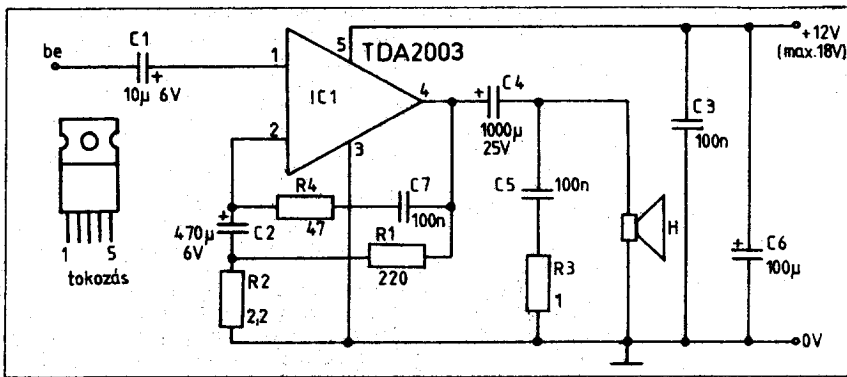 be
C1
10μ 6V
1
5
TDA2003
IC1
4
2
3
C4
1000μ
25V
+12V
(max.18V)
C3
100n
R4
47
C7
100n
C5
100n
470μ
6V
C2
R1
220
H
C6
100μ
1 5
tokozás
R2
2,2
R3
1
0V